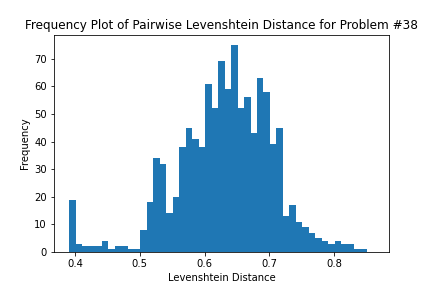 Frequency Plot of Pairwise Levenshtein Distance for Problem #38
Frequency
70
60
50
40
30
20
10
0
0.4 0.5 0.6 0.7 0.8
Levenshtein Distance